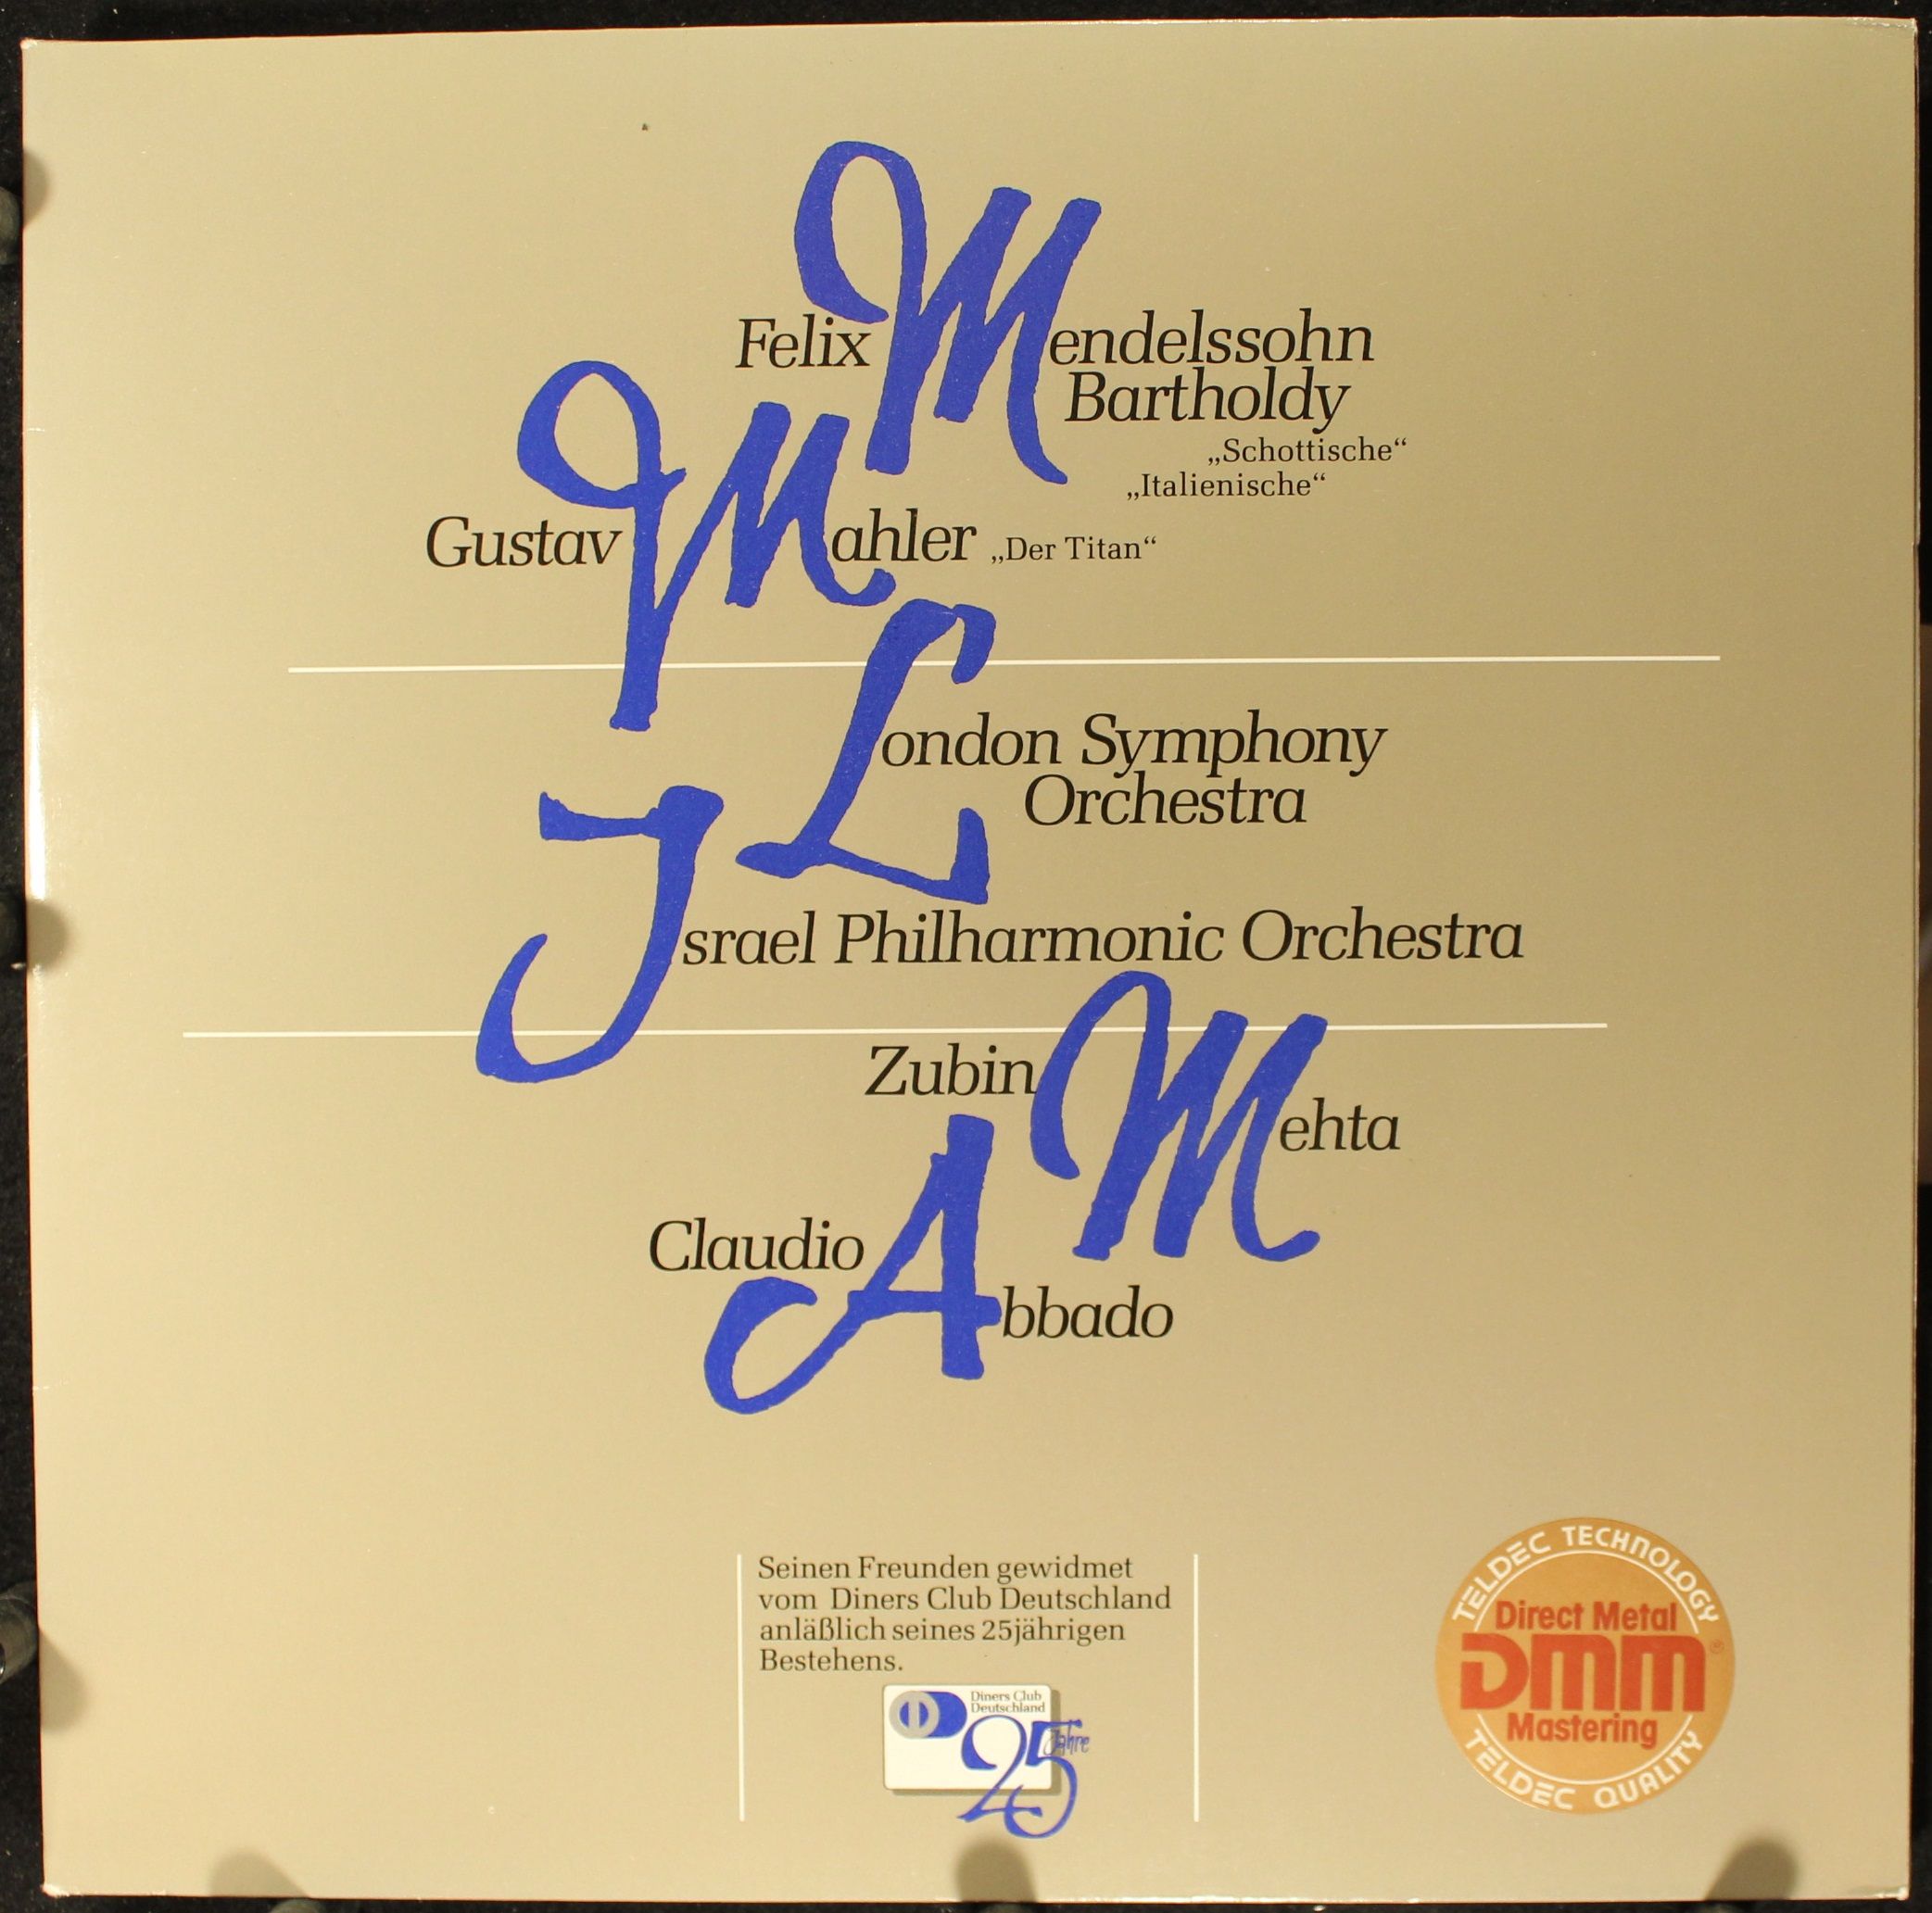 Felix Mendelssohn
Bartholdy
„Schottische“
„Italienische“
Gustav Mahler „Der Titan“
London Symphony
Orchestra
Israel Philharmonic Orchestra
Zubin Mehta
Claudio Abbado
Seinen Freunden gewidmet
vom Diners Club Deutschland
anläßlich seines 25jährigen
Bestehens.
Diners Club
Deutschland
25 Jahre
TELDEC TECHNOLOGY
Direct Metal
DMM®
Mastering
TELDEC QUALITY